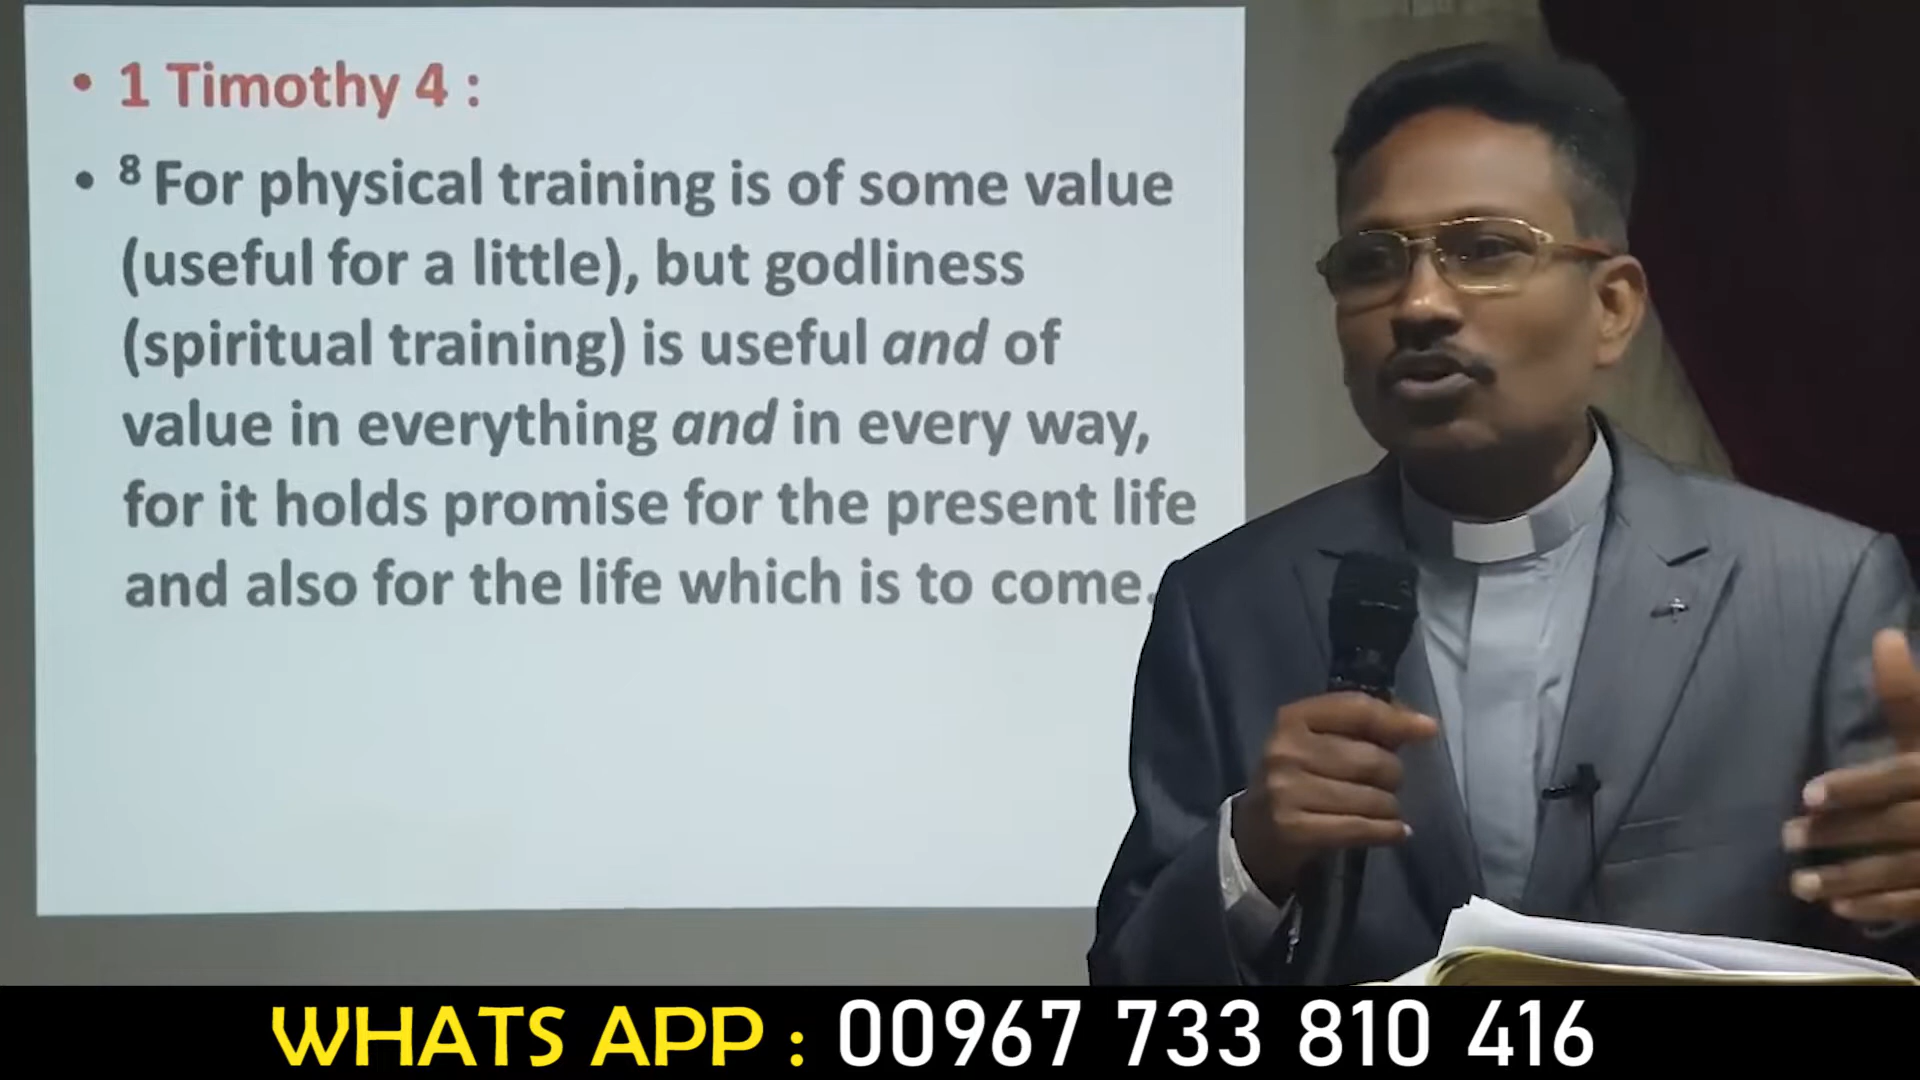 • 1 Timothy 4 :
• ⁸ For physical training is of some value
(useful for a little), but godliness
(spiritual training) is useful and of
value in everything and in every way,
for it holds promise for the present life
and also for the life which is to come.
WHATS APP : 00967 733 810 416